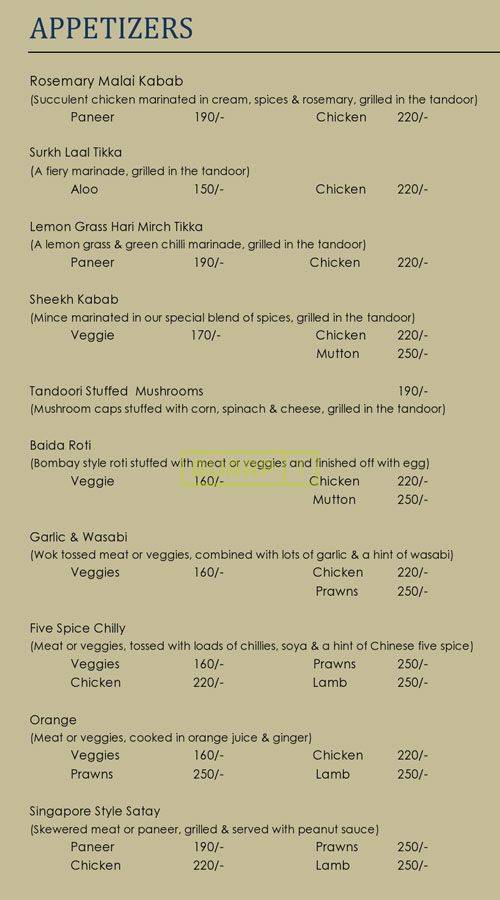 APPETIZERS
Rosemary Malai Kabab
(Succulent chicken marinated in cream, spices & rosemary, grilled in the tandoor)
Paneer 190/- Chicken 220/-
Surkh Laal Tikka
(A fiery marinade, grilled in the tandoor)
Aloo 150/- Chicken 220/-
Lemon Grass Hari Mirch Tikka
(A lemon grass & green chilli marinade, grilled in the tandoor)
Paneer 190/- Chicken 220/-
Sheekh Kabab
(Mince marinated in our special blend of spices, grilled in the tandoor)
Veggie 170/- Chicken 220/-
Mutton 250/-
Tandoori Stuffed Mushrooms 190/-
(Mushroom caps stuffed with corn, spinach & cheese, grilled in the tandoor)
Baida Roti
(Bombay style roti stuffed with meat or veggies and finished off with egg)
Veggie 160/- Chicken 220/-
Mutton 250/-
Garlic & Wasabi
(Wok tossed meat or veggies, combined with lots of garlic & a hint of wasabi)
Veggies 160/- Chicken 220/-
Prawns 250/-
Five Spice Chilly
(Meat or veggies, tossed with loads of chillies, soya & a hint of Chinese five spice)
Veggies 160/- Prawns 250/-
Chicken 220/- Lamb 250/-
Orange
(Meat or veggies, cooked in orange juice & ginger)
Veggies 160/- Chicken 220/-
Prawns 250/- Lamb 250/-
Singapore Style Satay
(Skewered meat or paneer, grilled & served with peanut sauce)
Paneer 190/- Prawns 250/-
Chicken 220/- Lamb 250/-